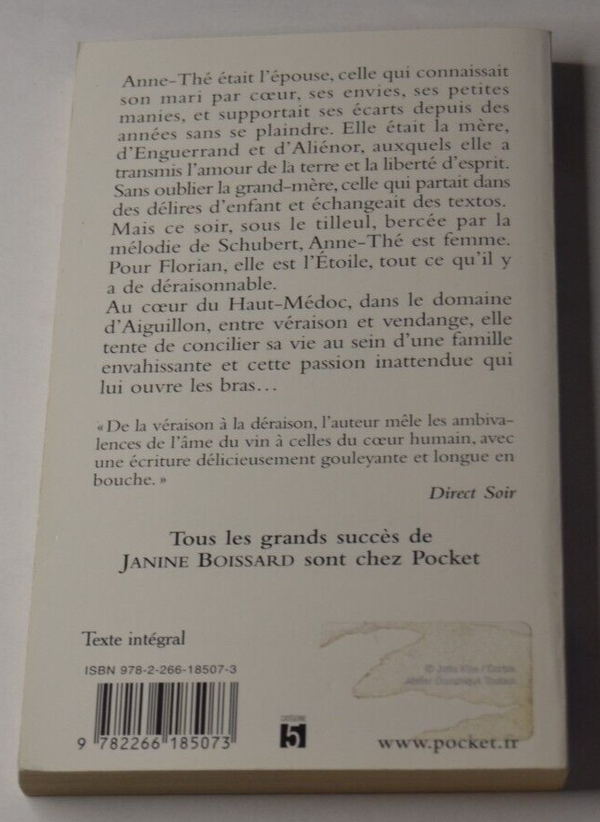 Anne-Thé était l'épouse, celle qui connaissait
son mari par cœur, ses envies, ses petites
manies, et supportait ses écarts depuis des
années sans se plaindre. Elle était la mère,
d'Enguerrand et d'Aliénor, auxquels elle a
transmis l'amour de la terre et la liberté d'esprit.
Sans oublier la grand-mère, celle qui partait dans
des délires d'enfant et échangeait des textos.
Mais ce soir, sous le tilleul, bercée par la
mélodie de Schubert, Anne-Thé est femme.
Pour Florian, elle est l'Étoile, tout ce qu'il y
a de déraisonnable.
Au cœur du Haut-Médoc, dans le domaine
d'Aiguillon, entre véraison et vendange, elle
tente de concilier sa vie au sein d'une famille
envahissante et cette passion inattendue qui
lui ouvre les bras…
« De la véraison à la déraison, l'auteur mêle les ambiva-
lences de l'âme du vin à celles du cœur humain, avec
une écriture délicieusement gouleyante et longue en
bouche. »
Direct Soir
Tous les grands succès de
JANINE BOISSARD sont chez Pocket
Texte intégral
ISBN 978-2-266-18507-3
9 782266 185073
5
www.pocket.fr